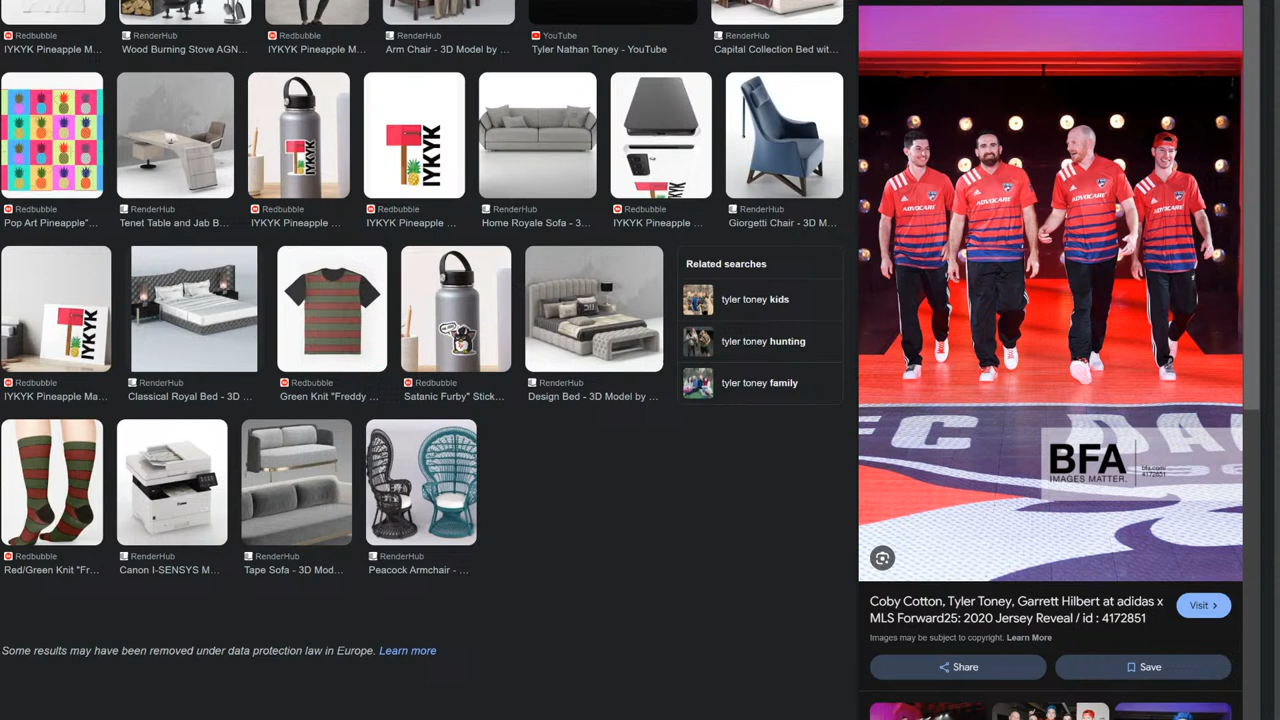 Redbubble
IYKYK Pineapple M...
RenderHub
Wood Burning Stove AGN...
Redbubble
IYKYK Pineapple M...
RenderHub
Arm Chair - 3D Model by ...
YouTube
Tyler Nathan Toney - YouTube
RenderHub
Capital Collection Bed wit...
IYKYK
IYKYK
IYKYK
Redbubble
Pop Art Pineapple"...
RenderHub
Tenet Table and Jab B...
Redbubble
IYKYK Pineapple ...
Redbubble
IYKYK Pineapple ...
RenderHub
Home Royale Sofa - 3...
Redbubble
IYKYK Pineapple ...
RenderHub
Giorgetti Chair - 3D M...
IYKYK
Redbubble
IYKYK Pineapple Ma...
RenderHub
Classical Royal Bed - 3D ...
Redbubble
Green Knit "Freddy ...
Redbubble
Satanic Furby" Stick...
RenderHub
Design Bed - 3D Model by ...
Related searches
tyler toney kids
tyler toney hunting
tyler toney family
Redbubble
Red/Green Knit "Fr...
RenderHub
Canon I-SENSYS M...
RenderHub
Tape Sofa - 3D Mod...
RenderHub
Peacock Armchair - ...
Some results may have been removed under data protection law in Europe. Learn more
ADVOCARE
ADVOCARE
ADVOCARE
ADVOCARE
FC DA
BFA
IMAGES MATTER.
bfa.com/
4172851
Coby Cotton, Tyler Toney, Garrett Hilbert at adidas x
MLS Forward25: 2020 Jersey Reveal / id : 4172851
Visit
Images may be subject to copyright. Learn More
Share
Save